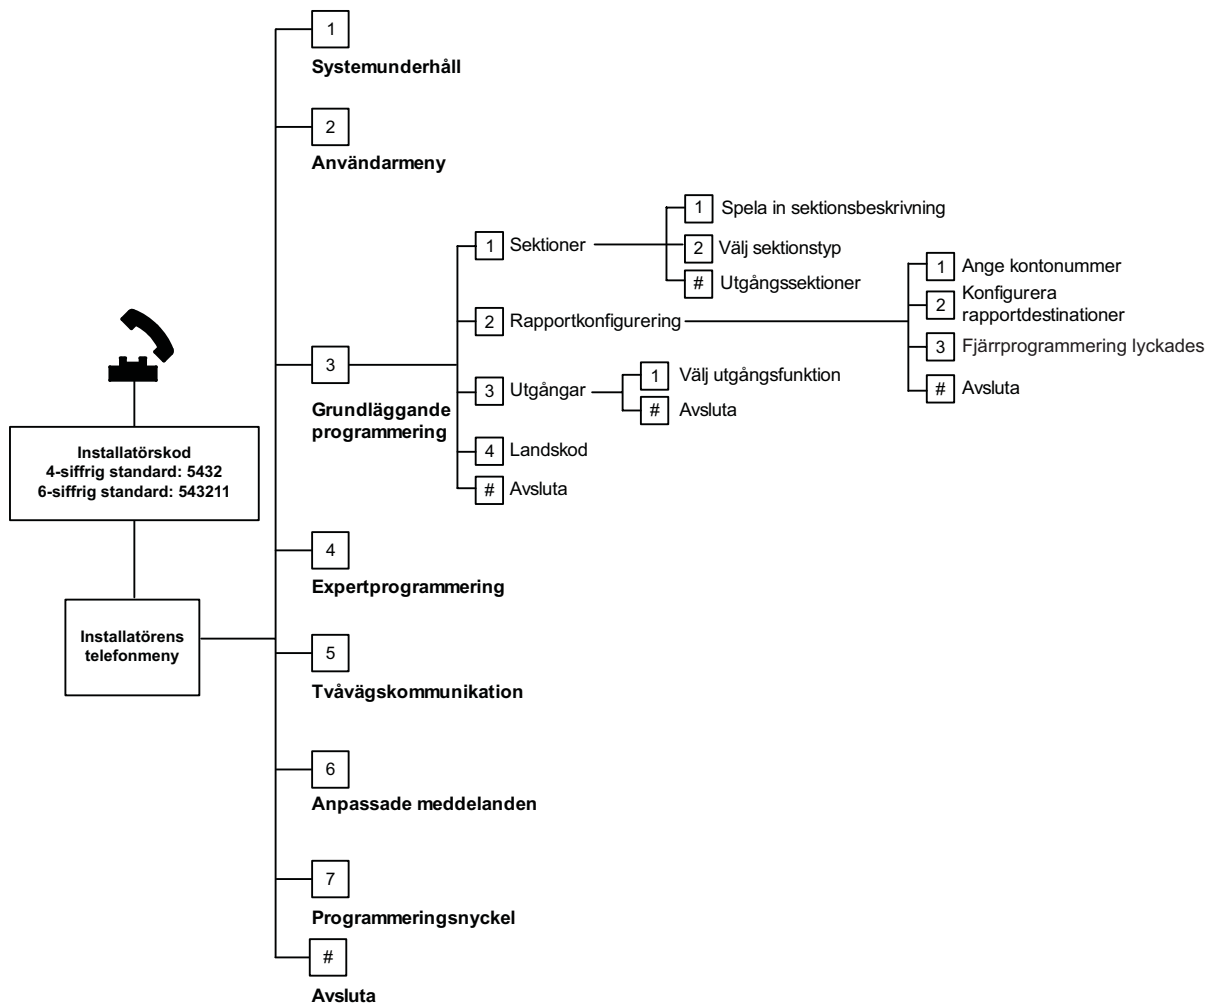 1
Systemunderhåll
2
Användarmeny
1 Spela in sektionsbeskrivning
1 Sektioner
2 Välj sektionstyp
# Utgångssektioner
1 Ange kontonummer
2 Konfigurera
rapportdestinationer
2 Rapportkonfigurering
3 Fjärrprogrammering lyckades
# Avsluta
3
Grundläggande
programmering
3 Utgångar
1 Välj utgångsfunktion
# Avsluta
4 Landskod
# Avsluta
Installatörskod
4-siffrig standard: 5432
6-siffrig standard: 543211
4
Expertprogrammering
Installatörens
telefonmeny
5
Tvåvägskommunikation
6
Anpassade meddelanden
7
Programmeringsnyckel
#
Avsluta